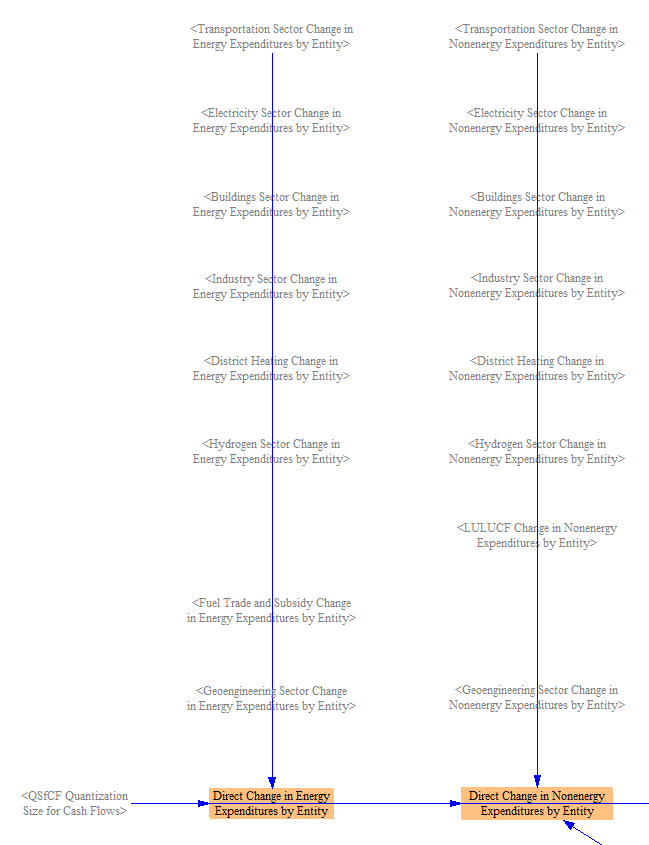 <Transportation Sector Change in
Energy Expenditures by Entity>
<Transportation Sector Change in
Nonenergy Expenditures by Entity>
<Electricity Sector Change in
Energy Expenditures by Entity>
<Electricity Sector Change in
Nonenergy Expenditures by Entity>
<Buildings Sector Change in
Energy Expenditures by Entity>
<Buildings Sector Change in
Nonenergy Expenditures by Entity>
<Industry Sector Change in
Energy Expenditures by Entity>
<Industry Sector Change in
Nonenergy Expenditures by Entity>
<District Heating Change in
Energy Expenditures by Entity>
<District Heating Change in
Nonenergy Expenditures by Entity>
<Hydrogen Sector Change in
Energy Expenditures by Entity>
<Hydrogen Sector Change in
Nonenergy Expenditures by Entity>
<LULUCF Change in Nonenergy
Expenditures by Entity>
<Fuel Trade and Subsidy Change
in Energy Expenditures by Entity>
<Geoengineering Sector Change
in Energy Expenditures by Entity>
<Geoengineering Sector Change in
Nonenergy Expenditures by Entity>
<QSfCF Quantization
Size for Cash Flows>
Direct Change in Energy
Expenditures by Entity
Direct Change in Nonenergy
Expenditures by Entity